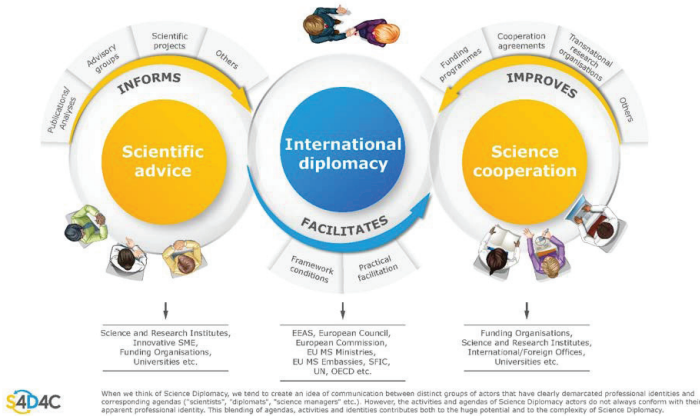 Publications/
Analyses
Advisory
groups
Scientific
projects
Others
INFORMS
Scientific
advice
International
diplomacy
FACILITATES
Framework
conditions
Practical
facilitation
Funding
programmes
Cooperation
agreements
Transnational
research
organisations
Others
IMPROVES
Science
cooperation
Science and Research Institutes,
Innovative SME,
Funding Organisations,
Universities etc.
EEAS, European Council,
European Commission,
EU MS Ministries,
EU MS Embassies, SFIC,
UN, OECD etc.
Funding Organisations,
Science and Research Institutes,
International/Foreign Offices,
Universities etc.
S4D4C
When we think of Science Diplomacy, we tend to create an idea of communication between distinct groups of actors that have clearly demarcated professional identities and
corresponding agendas ("scientists", "diplomats", "science managers" etc.). However, the activities and agendas of Science Diplomacy actors do not always conform with their
apparent professional identity. This blending of agendas, activities and identities contributes both to the huge potential and to the complexity of Science Diplomacy.